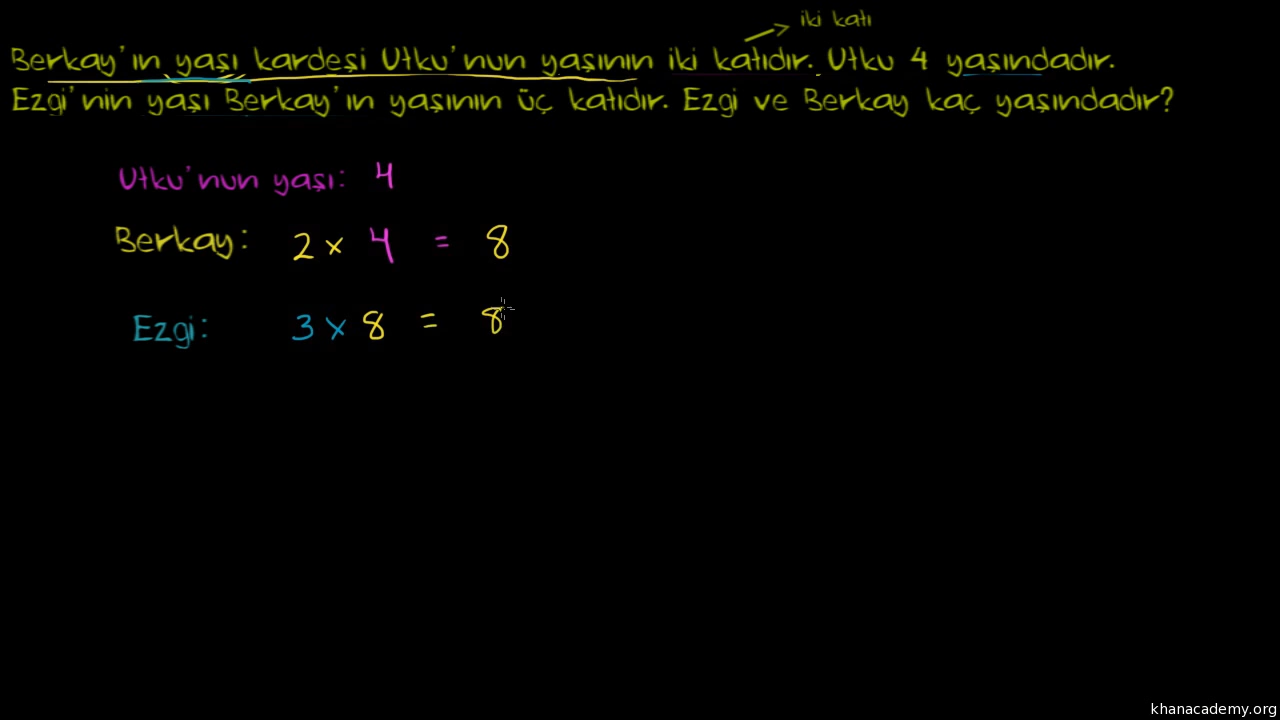 iki katı
Berkay'ın yaşı kardeşi Utku'nun yaşının iki katıdır. Utku 4 yaşındadır.
Ezgi'nin yaşı Berkay'ın yaşının üç katıdır. Ezgi ve Berkay kaç yaşındadır?
Utku'nun yaşı: 4
Berkay: 2 x 4 = 8
Ezgi: 3 x 8 = 8
khanacademy.org